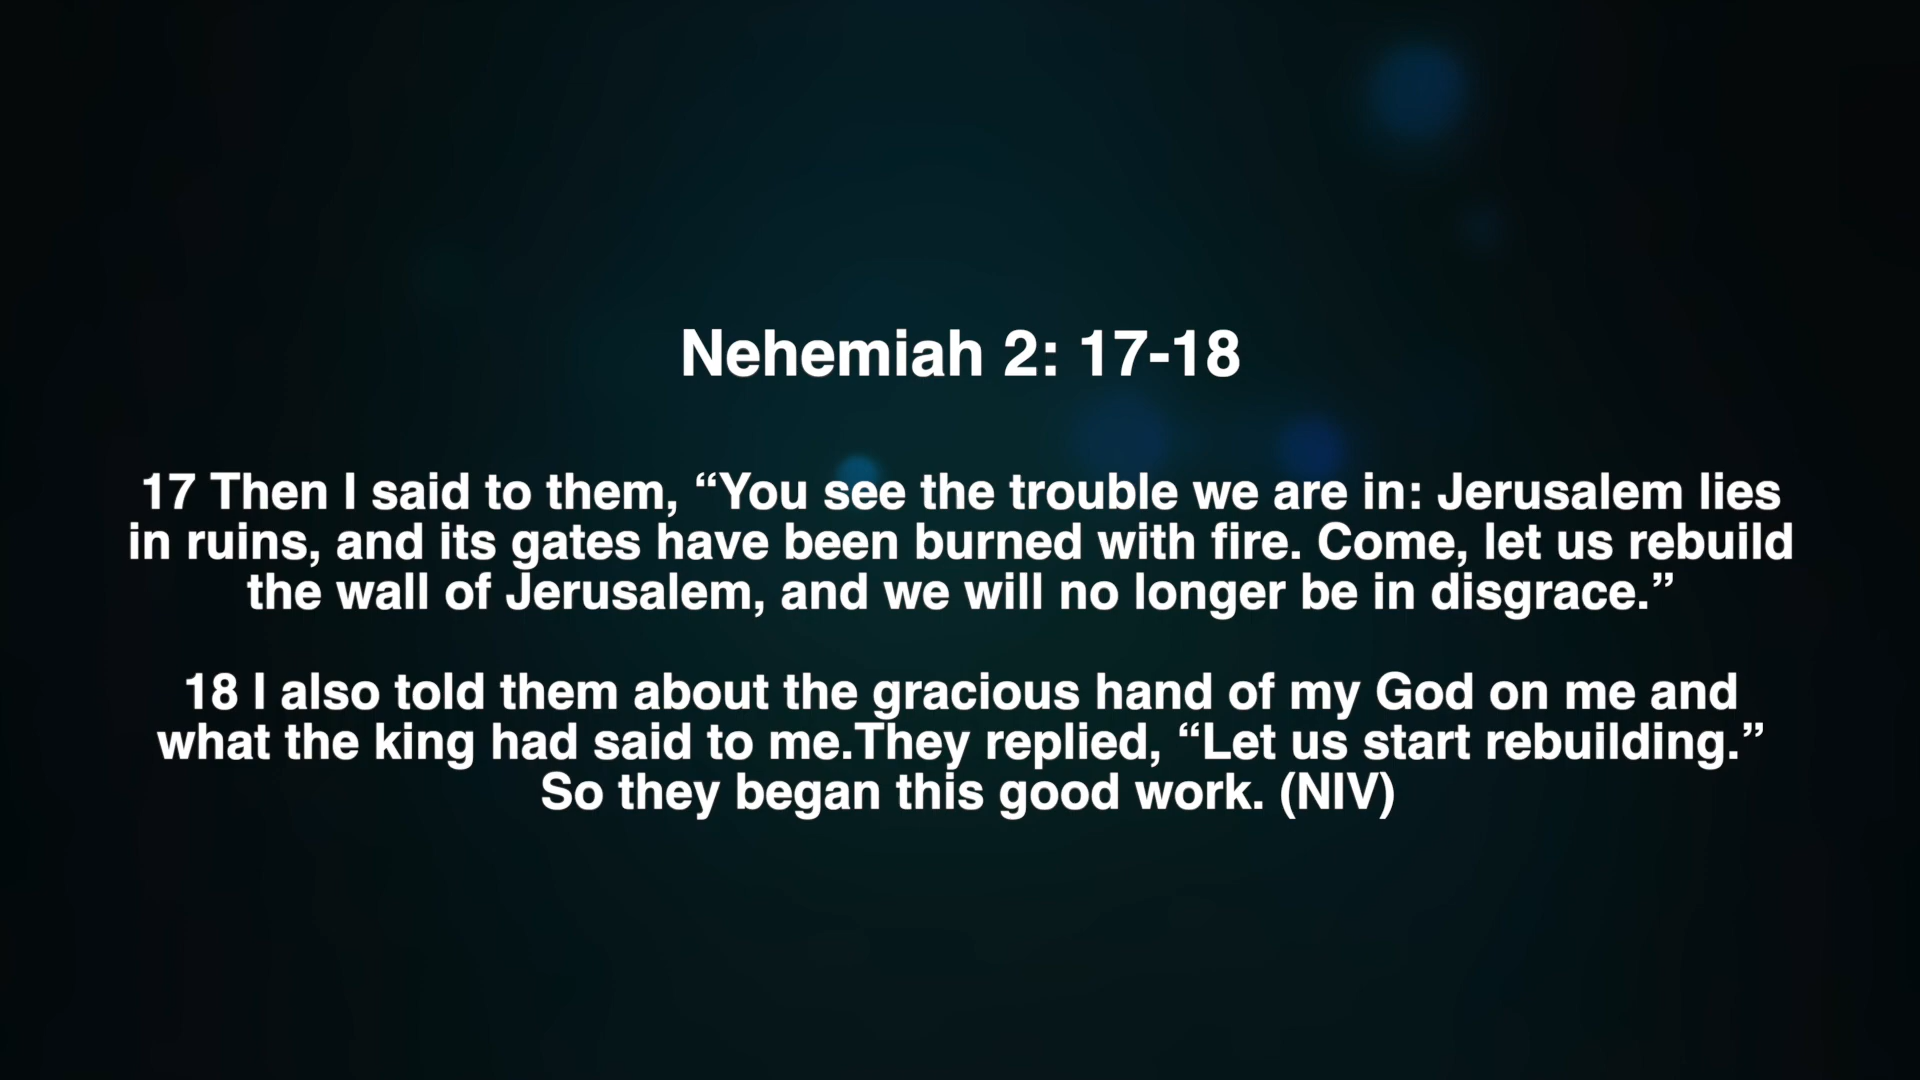 Nehemiah 2: 17-18
17 Then I said to them, “You see the trouble we are in: Jerusalem lies
in ruins, and its gates have been burned with fire. Come, let us rebuild
the wall of Jerusalem, and we will no longer be in disgrace.”
18 I also told them about the gracious hand of my God on me and
what the king had said to me.They replied, “Let us start rebuilding.”
So they began this good work. (NIV)